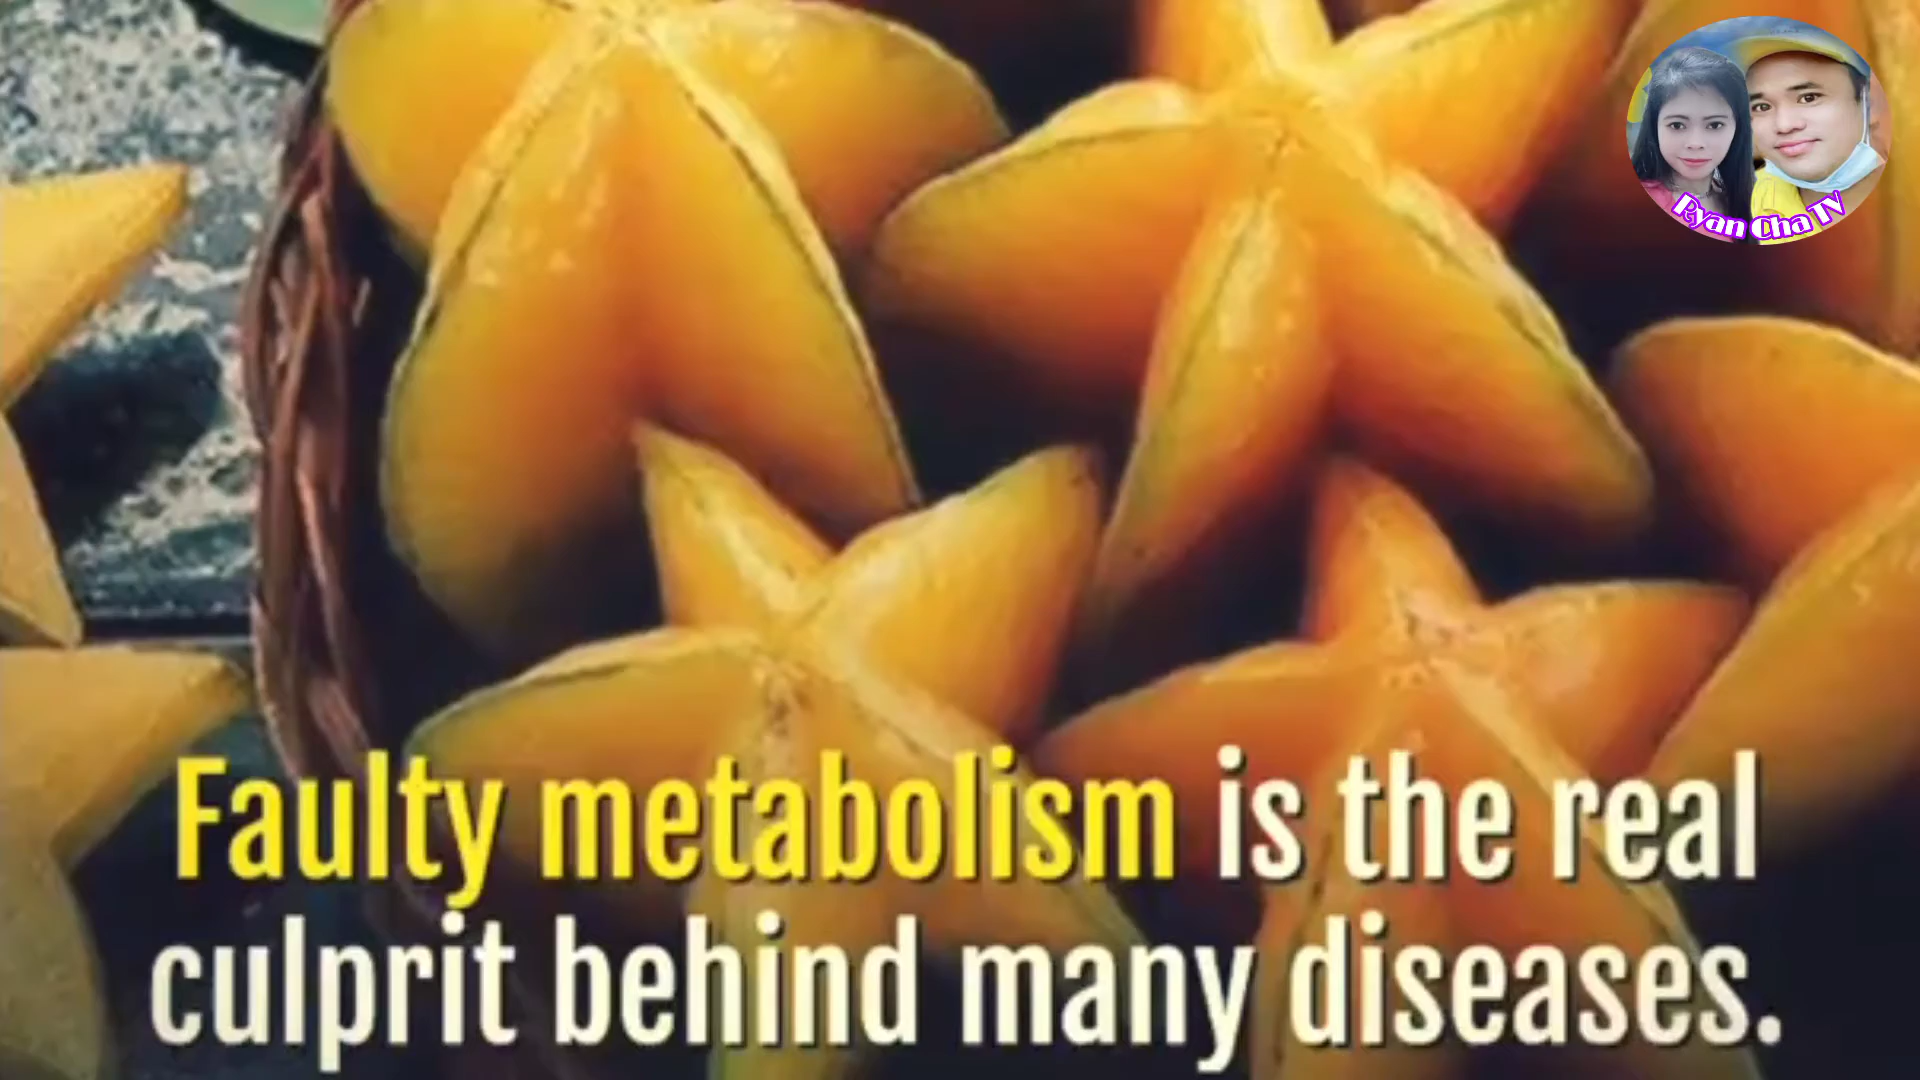 Ryan Cha TV
Faulty metabolism is the real
culprit behind many diseases.